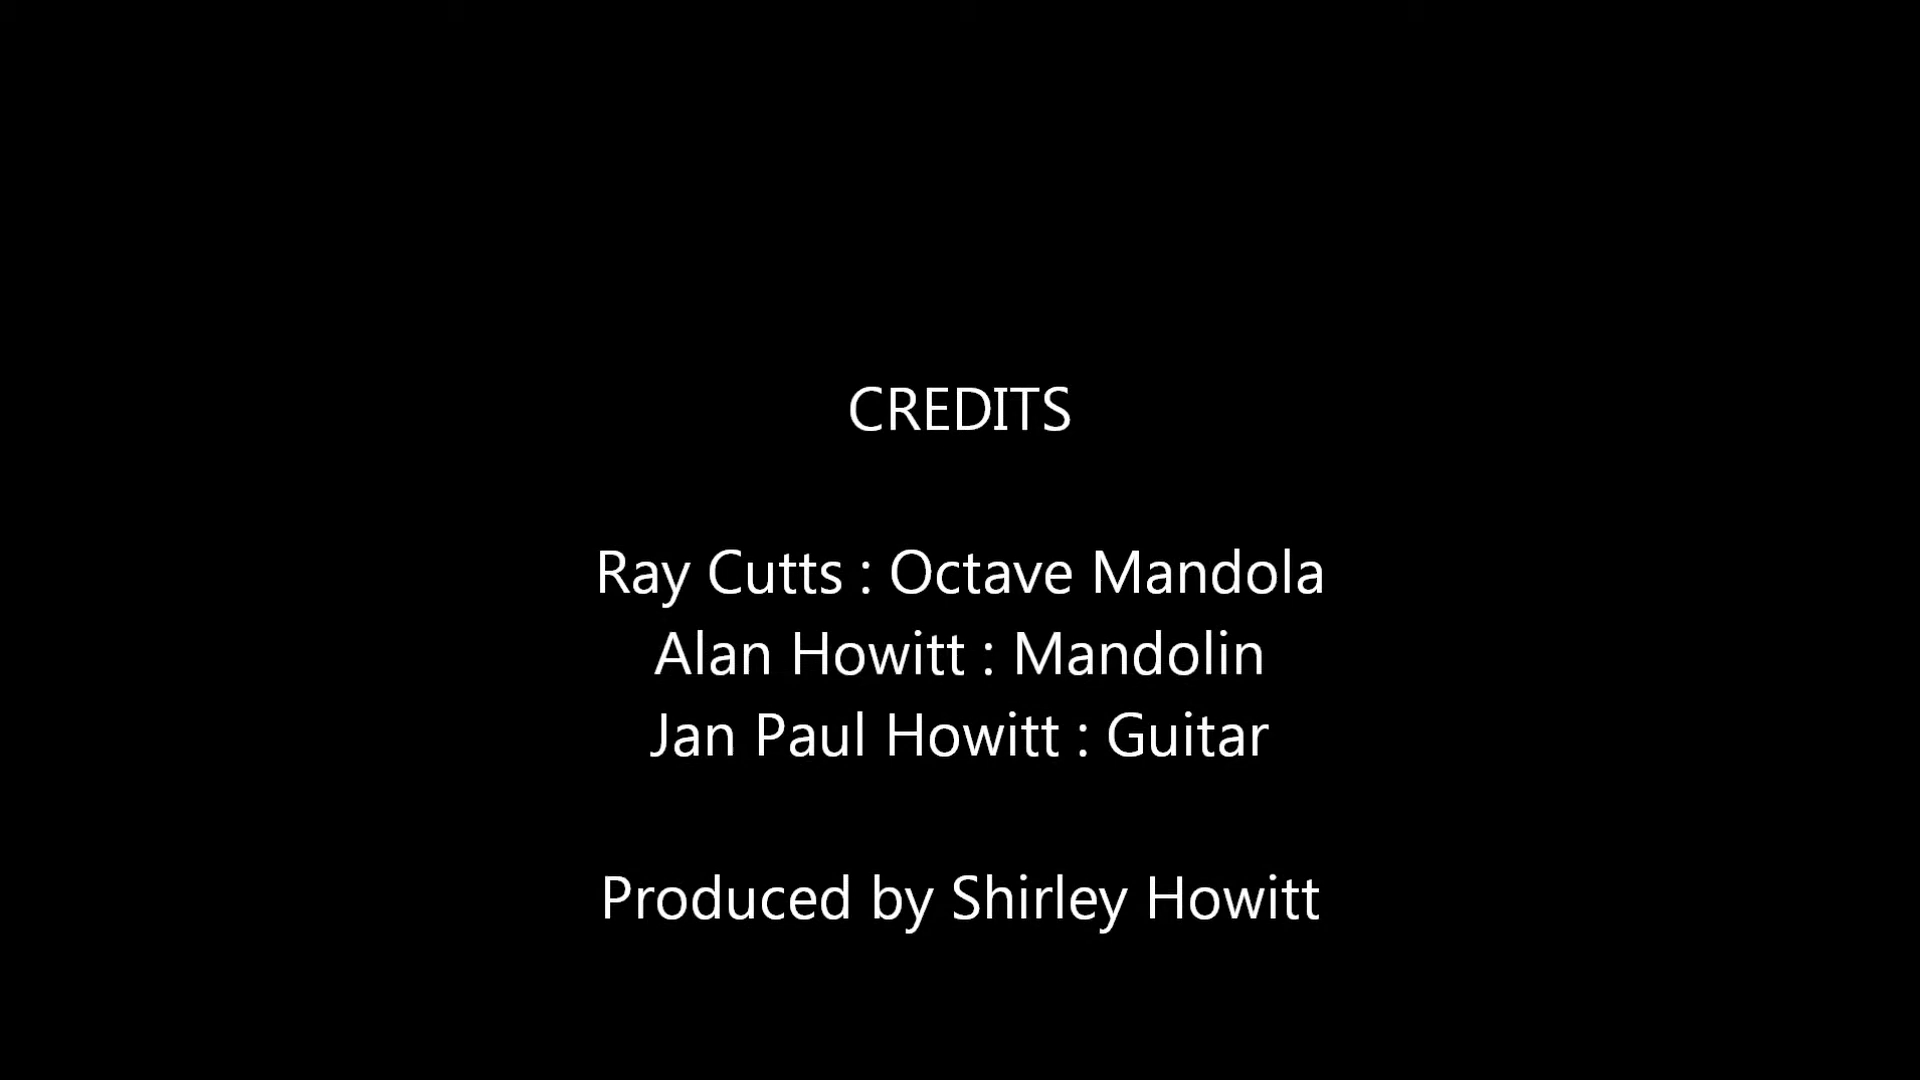 CREDITS
Ray Cutts : Octave Mandola
Alan Howitt : Mandolin
Jan Paul Howitt : Guitar
Produced by Shirley Howitt